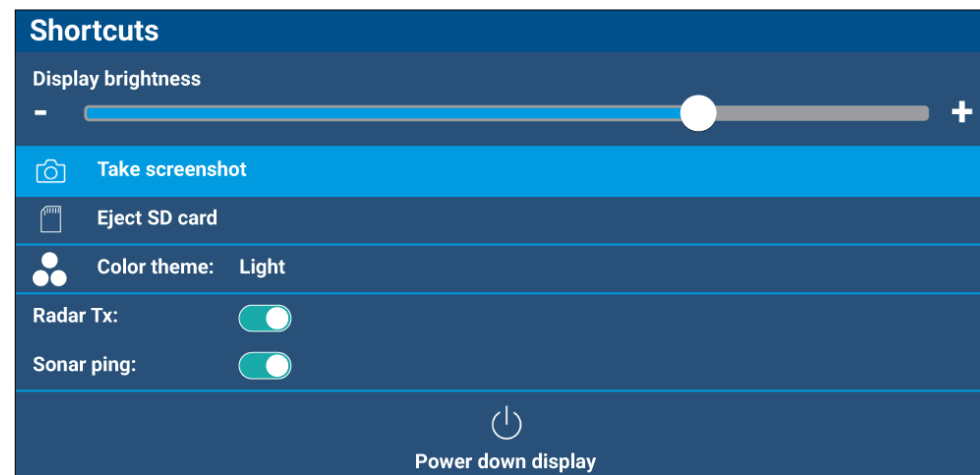 Shortcuts
Display brightness
- +
Take screenshot
Eject SD card
Color theme: Light
Radar Tx:
Sonar ping:
Power down display